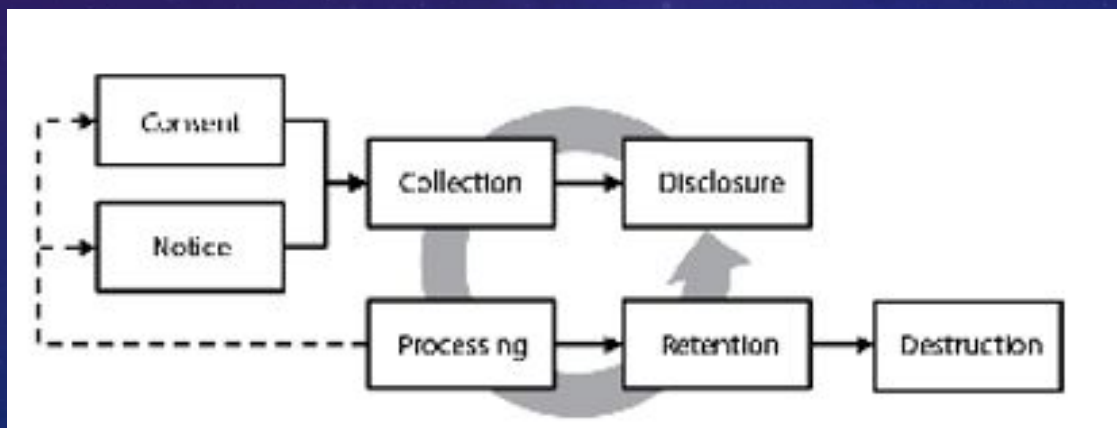 Consent
Collection
Disclosure
Notice
Processing
Retention
Destruction